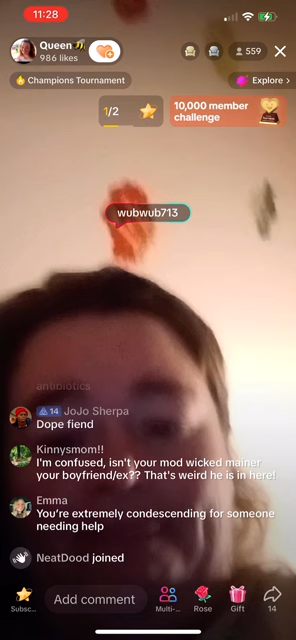 11:28
Queen 🐝
986 likes
559
Champions Tournament
Explore >
1/2
10,000 member
challenge
wubwub713
antibiotics
14 JoJo Sherpa
Dope fiend
Kinnysmom!!
I'm confused, isn't your mod wicked mainer
your boyfriend/ex?? That's weird he is in here!
Emma
You're extremely condescending for someone
needing help
NeatDood joined
Subsc...
Add comment
Multi-...
Rose
Gift
14